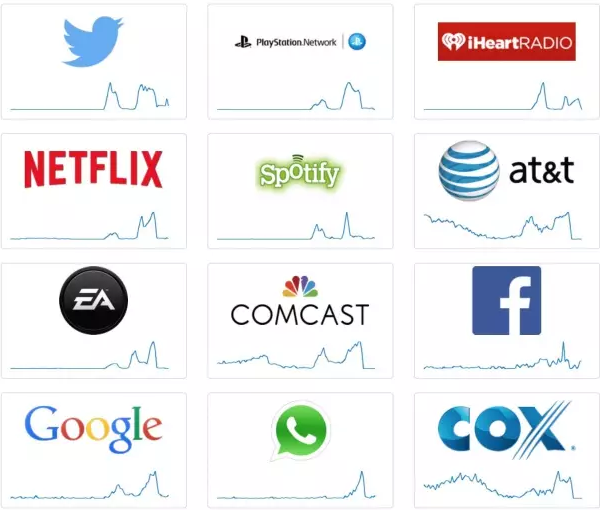 PlayStation.Network
iHeartRADIO
NETFLIX
Spotify
at&t
EA
COMCAST
f
Google
COX